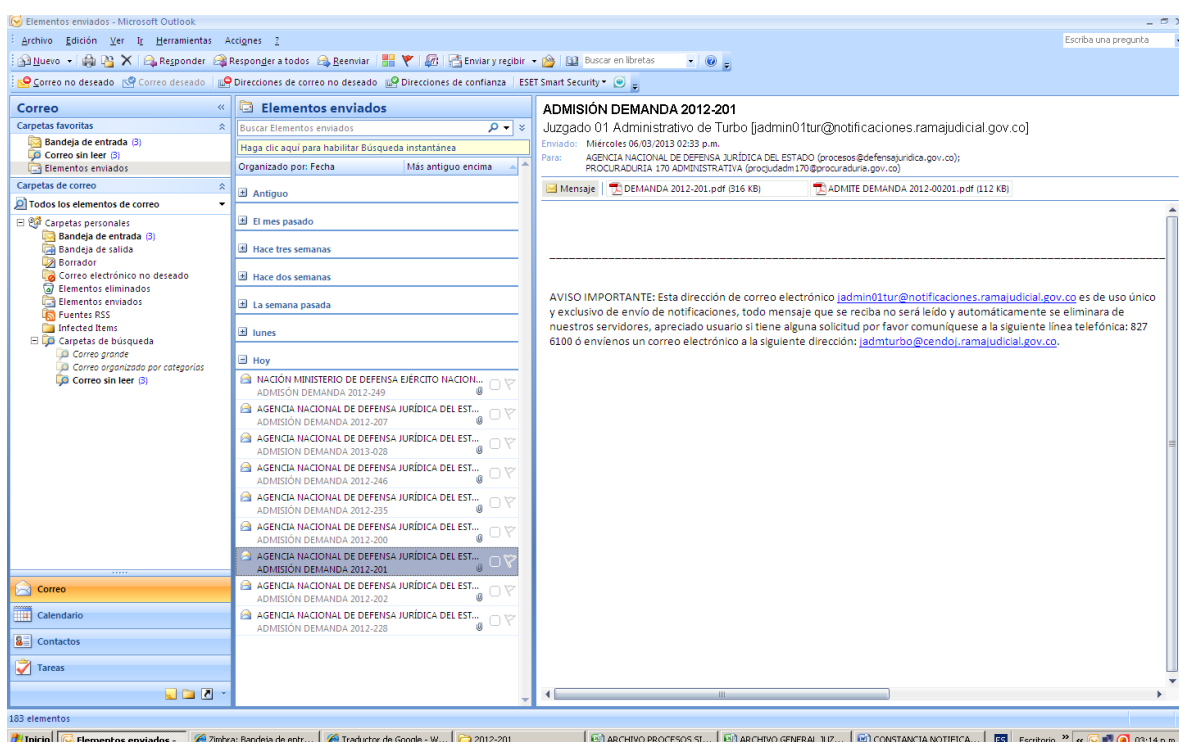 Elementos enviados - Microsoft Outlook
Archivo Edición Ver Ir Herramientas Acciones ?
Escriba una pregunta
Nuevo Responder Responder a todos Reenviar Enviar y recibir Buscar en libretas
Correo no deseado Correo deseado Direcciones de correo no deseado Direcciones de confianza ESET Smart Security
Correo
Carpetas favoritas
Bandeja de entrada (3)
Correo sin leer (3)
Elementos enviados
Carpetas de correo
Todos los elementos de correo
Carpetas personales
Bandeja de entrada (3)
Bandeja de salida
Borrador
Correo electrónico no deseado
Elementos eliminados
Elementos enviados
Fuentes RSS
Infected Items
Carpetas de búsqueda
Correo grande
Correo organizado por categorías
Correo sin leer (3)
Correo
Calendario
Contactos
Tareas
Elementos enviados
Buscar Elementos enviados
Haga clic aquí para habilitar Búsqueda instantánea
Organizado por: Fecha Más antiguo encima
Antiguo
El mes pasado
Hace tres semanas
Hace dos semanas
La semana pasada
lunes
Hoy
NACIÓN MINISTERIO DE DEFENSA EJÉRCITO NACION...
ADMISÓN DEMANDA 2012-249
AGENCIA NACIONAL DE DEFENSA JURÍDICA DEL EST...
ADMISIÓN DEMANDA 2012-207
AGENCIA NACIONAL DE DEFENSA JURÍDICA DEL EST...
ADMISION DEMANDA 2013-028
AGENCIA NACIONAL DE DEFENSA JURÍDICA DEL EST...
ADMISIÓN DEMANDA 2012-246
AGENCIA NACIONAL DE DEFENSA JURÍDICA DEL EST...
ADMISIÓN DEMANDA 2012-235
AGENCIA NACIONAL DE DEFENSA JURÍDICA DEL EST...
ADMISIÓN DEMANDA 2012-200
AGENCIA NACIONAL DE DEFENSA JURÍDICA DEL EST...
ADMISIÓN DEMANDA 2012-201
AGENCIA NACIONAL DE DEFENSA JURÍDICA DEL EST...
ADMISIÓN DEMANDA 2012-202
AGENCIA NACIONAL DE DEFENSA JURÍDICA DEL EST...
ADMISIÓN DEMANDA 2012-228
ADMISIÓN DEMANDA 2012-201
Juzgado 01 Administrativo de Turbo [jadmin01tur@notificaciones.ramajudicial.gov.co]
Enviado: Miércoles 06/03/2013 02:33 p.m.
Para: AGENCIA NACIONAL DE DEFENSA JURÍDICA DEL ESTADO (procesos@defensajuridica.gov.co);
PROCURADURIA 170 ADMINISTRATIVA (procjudadm170@procuraduria.gov.co)
Mensaje DEMANDA 2012-201.pdf (316 KB) ADMITE DEMANDA 2012-00201.pdf (112 KB)
AVISO IMPORTANTE: Esta dirección de correo electrónico jadmin01tur@notificaciones.ramajudicial.gov.co es de uso único
y exclusivo de envío de notificaciones, todo mensaje que se reciba no será leído y automáticamente se eliminara de
nuestros servidores, apreciado usuario si tiene alguna solicitud por favor comuníquese a la siguiente línea telefónica: 827
6100 ó envíenos un correo electrónico a la siguiente dirección: jadmturbo@cendoj.ramajudicial.gov.co.
183 elementos
Inicio Elementos enviados - Zimbra: Bandeja de entr... Traductor de Google - W... 2012-201 ARCHIVO PROCESOS SI... ARCHIVO GENERAL JUZ... CONSTANCIA NOTIFICA... ES Escritorio 03:14 p.m.